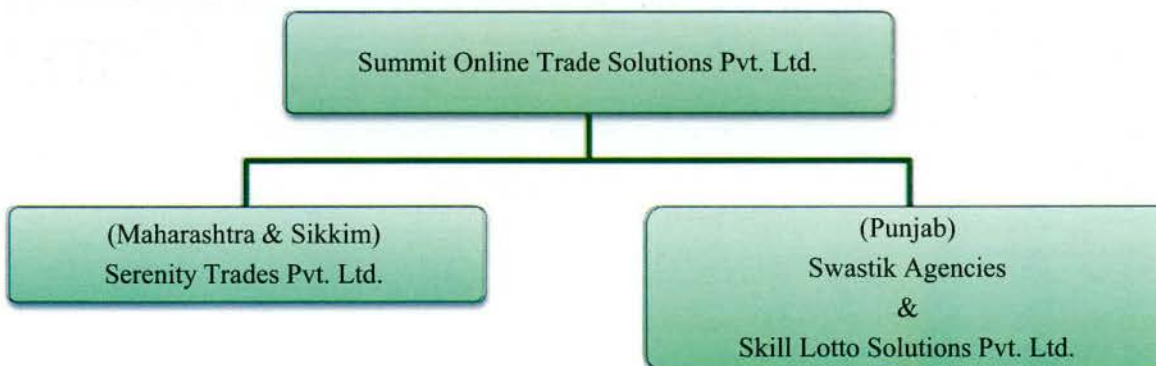 Summit Online Trade Solutions Pvt. Ltd.
(Maharashtra & Sikkim)
Serenity Trades Pvt. Ltd.
(Punjab)
Swastik Agencies
&
Skill Lotto Solutions Pvt. Ltd.